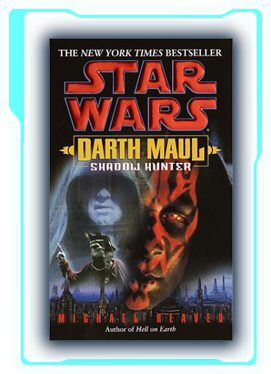 THE NEW YORK TIMES BESTSELLER
STAR
WARS
DARTH MAUL
SHADOW HUNTER
MICHAEL REAVES
Author of Hell on Earth